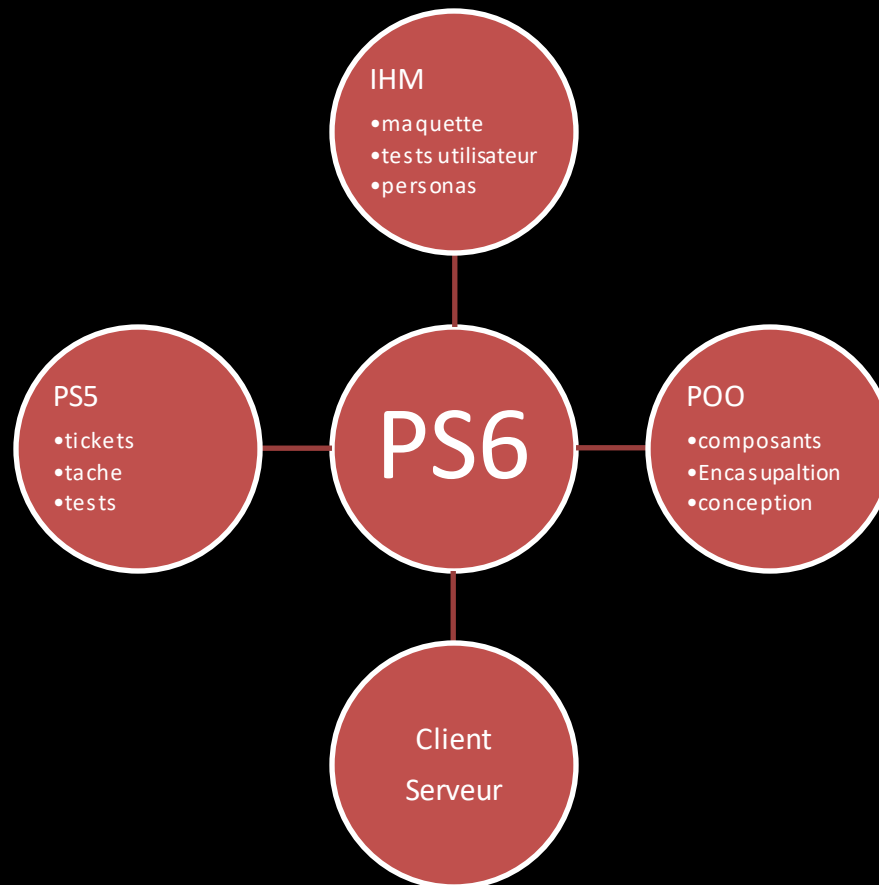 IHM
•maquette
•tests utilisateur
•personas
PS5
•tickets
•tache
•tests
PS6
POO
•composants
•Encasupaltion
•conception
Client
Serveur